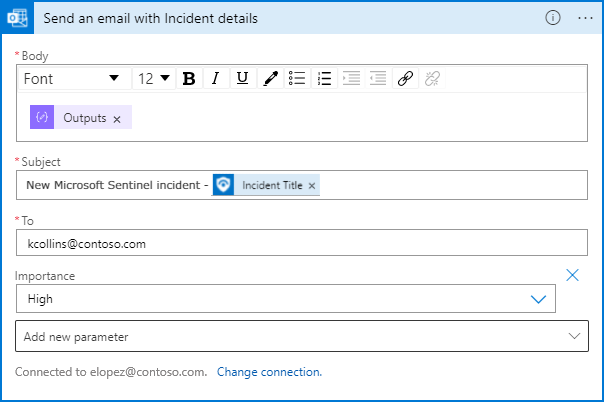 Send an email with Incident details
* Body
Font 12 B I U
Outputs ×
* Subject
New Microsoft Sentinel incident - Incident Title ×
* To
kcollins@contoso.com
Importance
High
Add new parameter
Connected to elopez@contoso.com. Change connection.